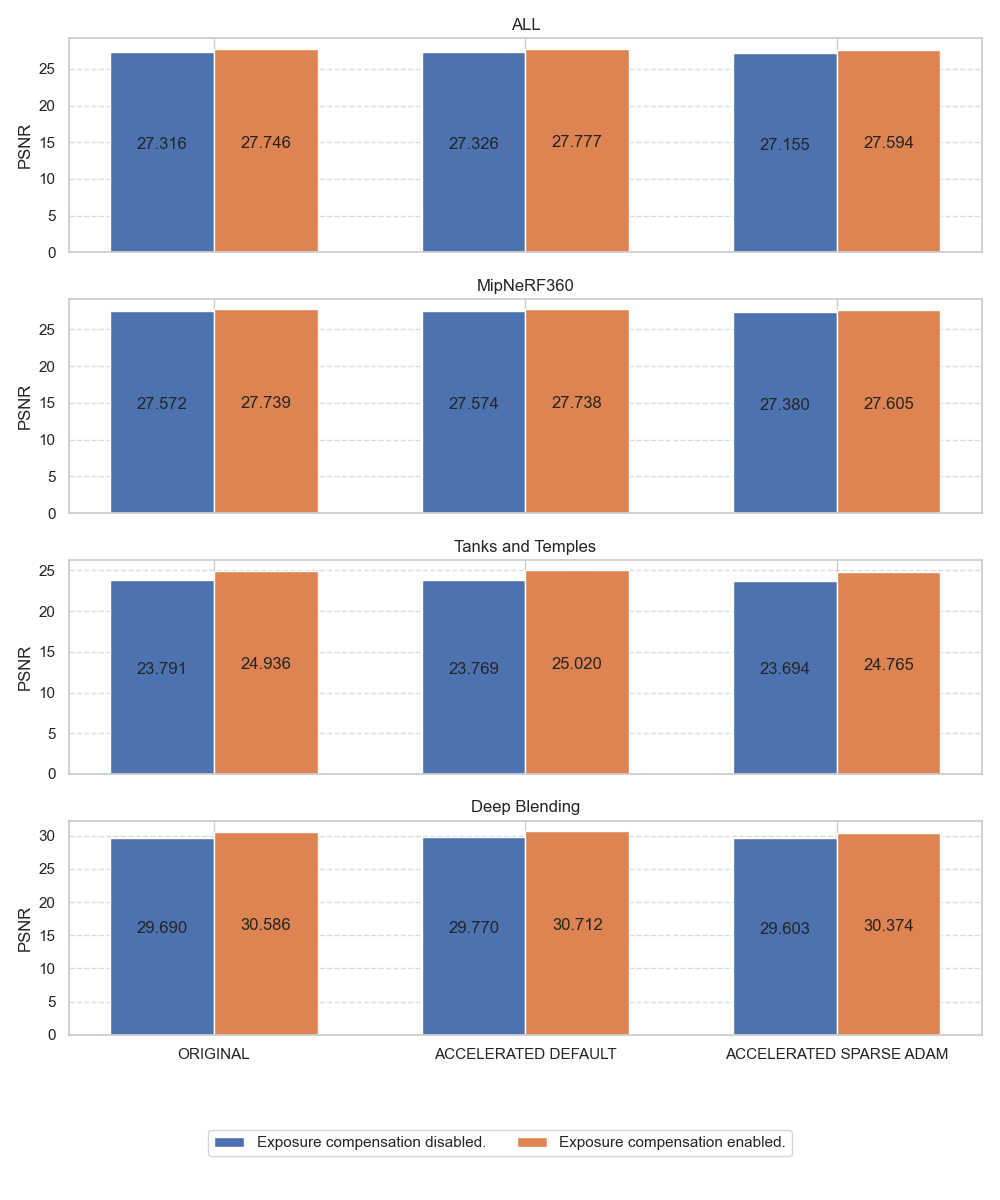 ALL
PSNR
25
20
15
10
5
0
27.316 27.746 27.326 27.777 27.155 27.594
MipNeRF360
PSNR
25
20
15
10
5
0
27.572 27.739 27.574 27.738 27.380 27.605
Tanks and Temples
PSNR
25
20
15
10
5
0
23.791 24.936 23.769 25.020 23.694 24.765
Deep Blending
PSNR
30
25
20
15
10
5
0
29.690 30.586 29.770 30.712 29.603 30.374
ORIGINAL ACCELERATED DEFAULT ACCELERATED SPARSE ADAM
Exposure compensation disabled. Exposure compensation enabled.